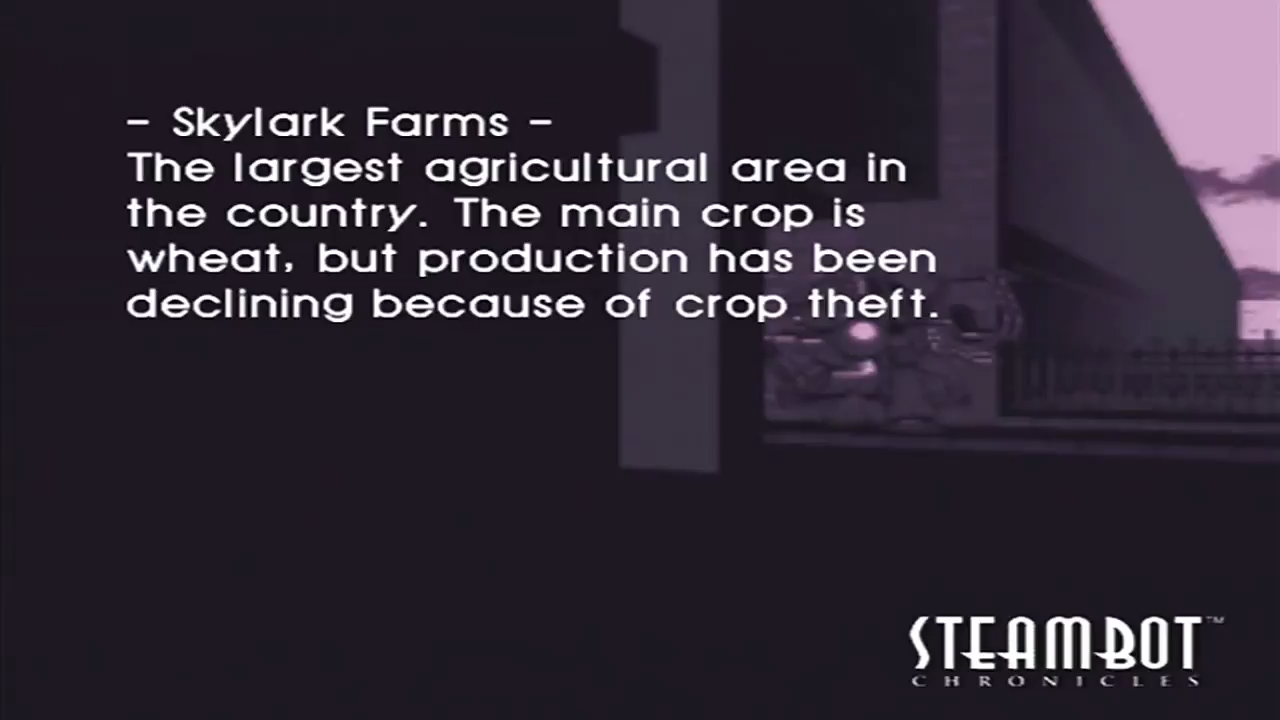 - Skylark Farms -
The largest agricultural area in
the country. The main crop is
wheat, but production has been
declining because of crop theft.
STEAMBOT™
CHRONICLES